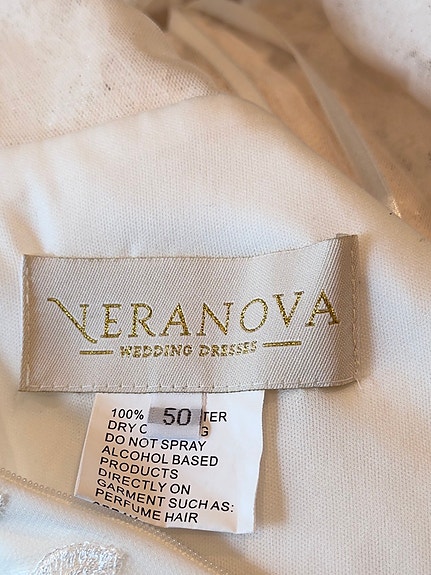 VERANOVA
WEDDING DRESSES
100% 50 TER
DRY C G
DO NOT SPRAY
ALCOHOL BASED
PRODUCTS
DIRECTLY ON
GARMENT SUCH AS:
PERFUME HAIR